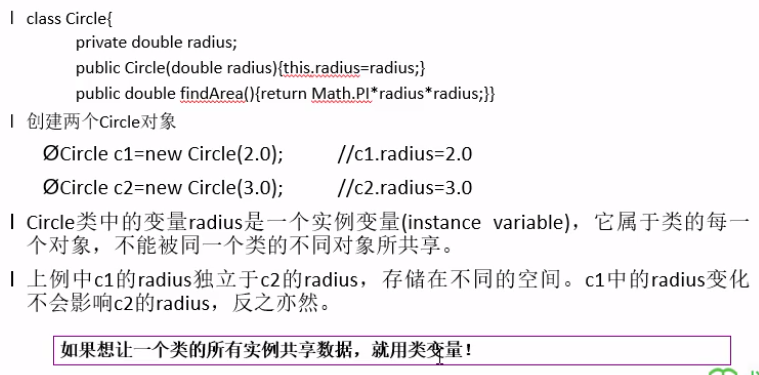 l class Circle{
private double radius;
public Circle(double radius){this.radius=radius;}
public double findArea(){return Math.PI*radius*radius;}}
l 创建两个Circle对象
ØCircle c1=new Circle(2.0); //c1.radius=2.0
ØCircle c2=new Circle(3.0); //c2.radius=3.0
l Circle类中的变量radius是一个实例变量(instance variable)，它属于类的每一
个对象，不能被同一个类的不同对象所共享。
l 上例中c1的radius独立于c2的radius，存储在不同的空间。c1中的radius变化
不会影响c2的radius，反之亦然。
如果想让一个类的所有实例共享数据，就用类变量！